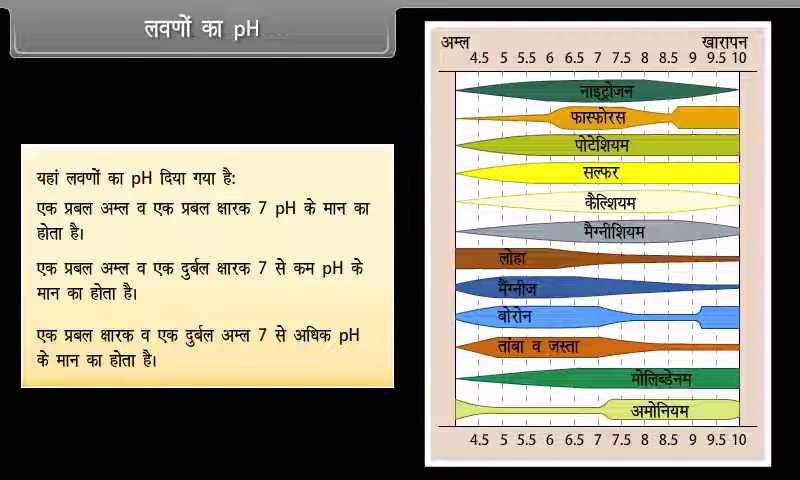 लवणों का pH
यहां लवणों का pH दिया गया है:
एक प्रबल अम्ल व एक प्रबल क्षारक 7 pH के मान का
होता है।
एक प्रबल अम्ल व एक दुर्बल क्षारक 7 से कम pH के
मान का होता है।
एक प्रबल क्षारक व एक दुर्बल अम्ल 7 से अधिक pH
के मान का होता है।
अम्ल खारापन
4.5 5 5.5 6 6.5 7 7.5 8 8.5 9 9.5 10
नाइट्रोजन
फास्फोरस
पोटेशियम
सल्फर
कैल्शियम
मैग्नीशियम
लोहा
मैंग्नीज
बोरोन
तांबा व जस्ता
मोलिब्डेनम
अमोनियम
4.5 5 5.5 6 6.5 7 7.5 8 8.5 9 9.5 10